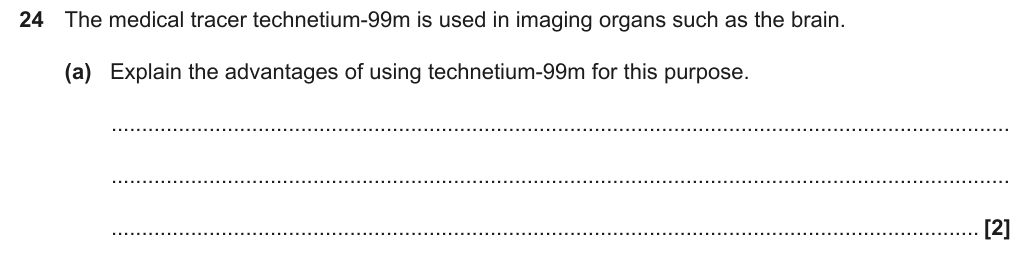 24 The medical tracer technetium-99m is used in imaging organs such as the brain.
(a) Explain the advantages of using technetium-99m for this purpose.
[2]